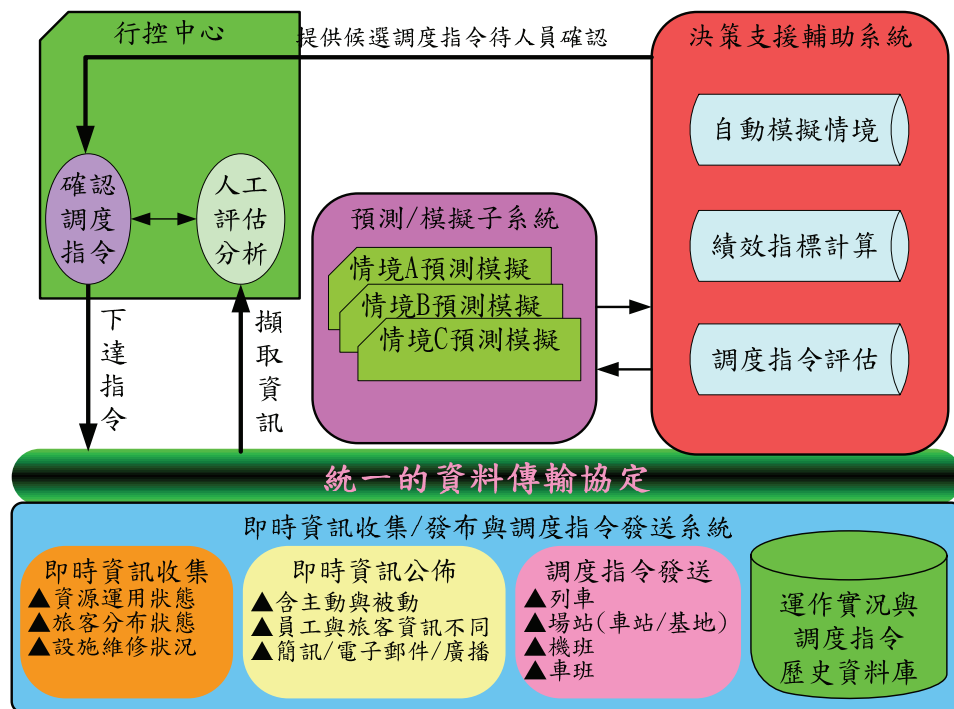 行控中心
提供候選調度指令待人員確認
決策支援輔助系統
自動模擬情境
績效指標計算
調度指令評估
確認
調度
指令
人工
評估
分析
預測/模擬子系統
情境A預測模擬
情境B預測模擬
情境C預測模擬
下達指令
擷取資訊
統一的資料傳輸協定
即時資訊收集/發布與調度指令發送系統
即時資訊收集
▲資源運用狀態
▲旅客分布狀態
▲設施維修狀況
即時資訊公佈
▲含主動與被動
▲員工與旅客資訊不同
▲簡訊/電子郵件/廣播
調度指令發送
▲列車
▲場站(車站/基地)
▲機班
▲車班
運作實況與
調度指令
歷史資料庫